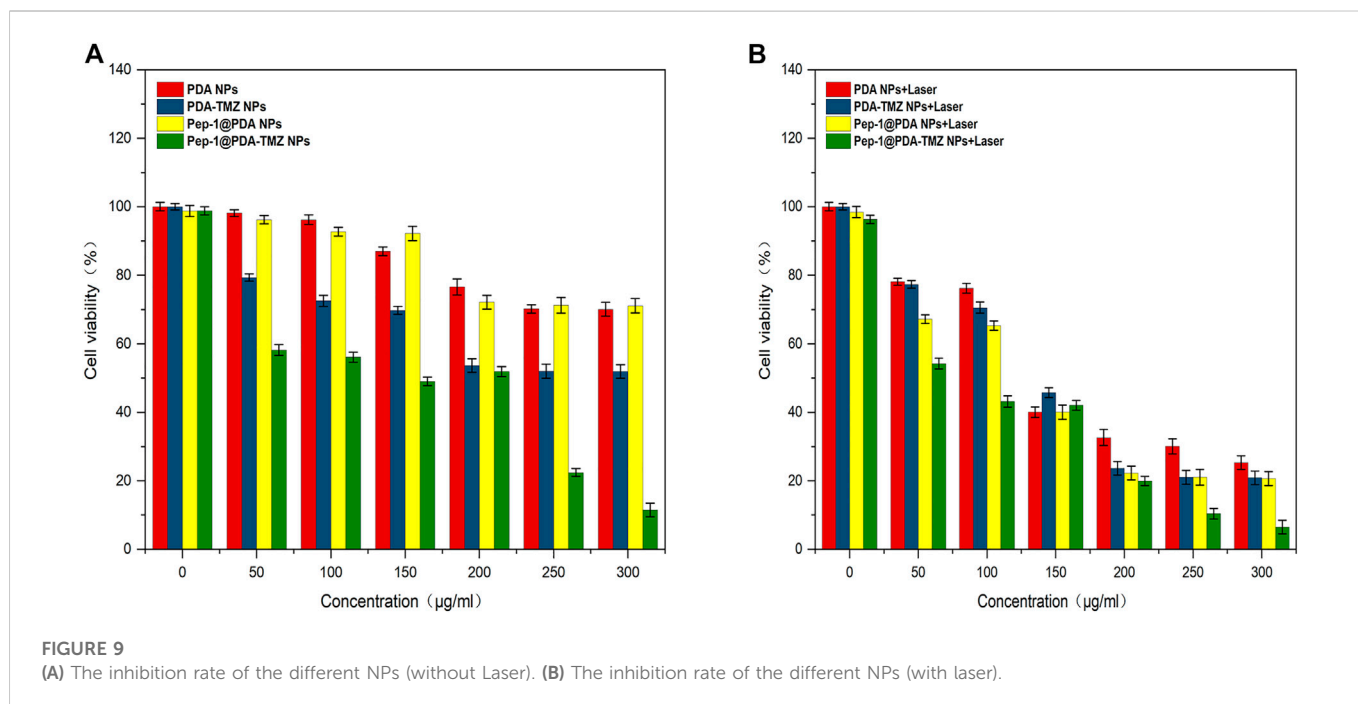 A
140
120
100
80
60
40
20
0
Cell viability（%）
PDA NPs
PDA-TMZ NPs
Pep-1@PDA NPs
Pep-1@PDA-TMZ NPs
0 50 100 150 200 250 300
Concentration（μg/ml）
B
140
120
100
80
60
40
20
0
Cell viability（%）
PDA NPs+Laser
PDA-TMZ NPs+Laser
Pep-1@PDA NPs+Laser
Pep-1@PDA-TMZ NPs+Laser
0 50 100 150 200 250 300
Concentration（μg/ml）
FIGURE 9
(A) The inhibition rate of the different NPs (without Laser). (B) The inhibition rate of the different NPs (with laser).